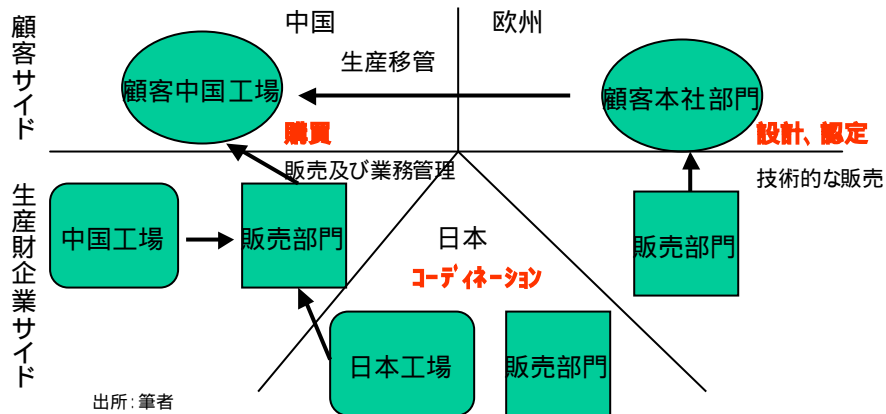 中国
欧州
顧客サイド
生産移管
顧客中国工場
顧客本社部門
購買
設計、認定
販売及び業務管理
技術的な販売
生産財企業サイド
中国工場
販売部門
日本
販売部門
ｺｰﾃﾞｨﾈｰｼｮﾝ
日本工場
販売部門
出所：筆者